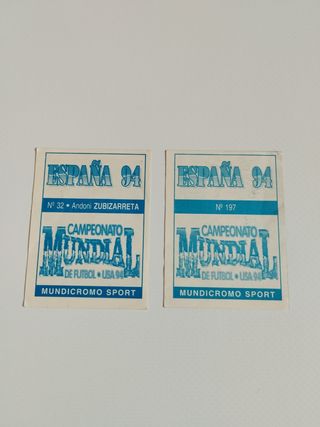 ESPAÑA 94
Nº 32 • Andoni ZUBIZARRETA
CAMPEONATO
MUNDIAL
DE FUTBOL • USA 94
MUNDICROMO SPORT
ESPAÑA 94
Nº 197
CAMPEONATO
MUNDIAL
DE FUTBOL • USA 94
MUNDICROMO SPORT